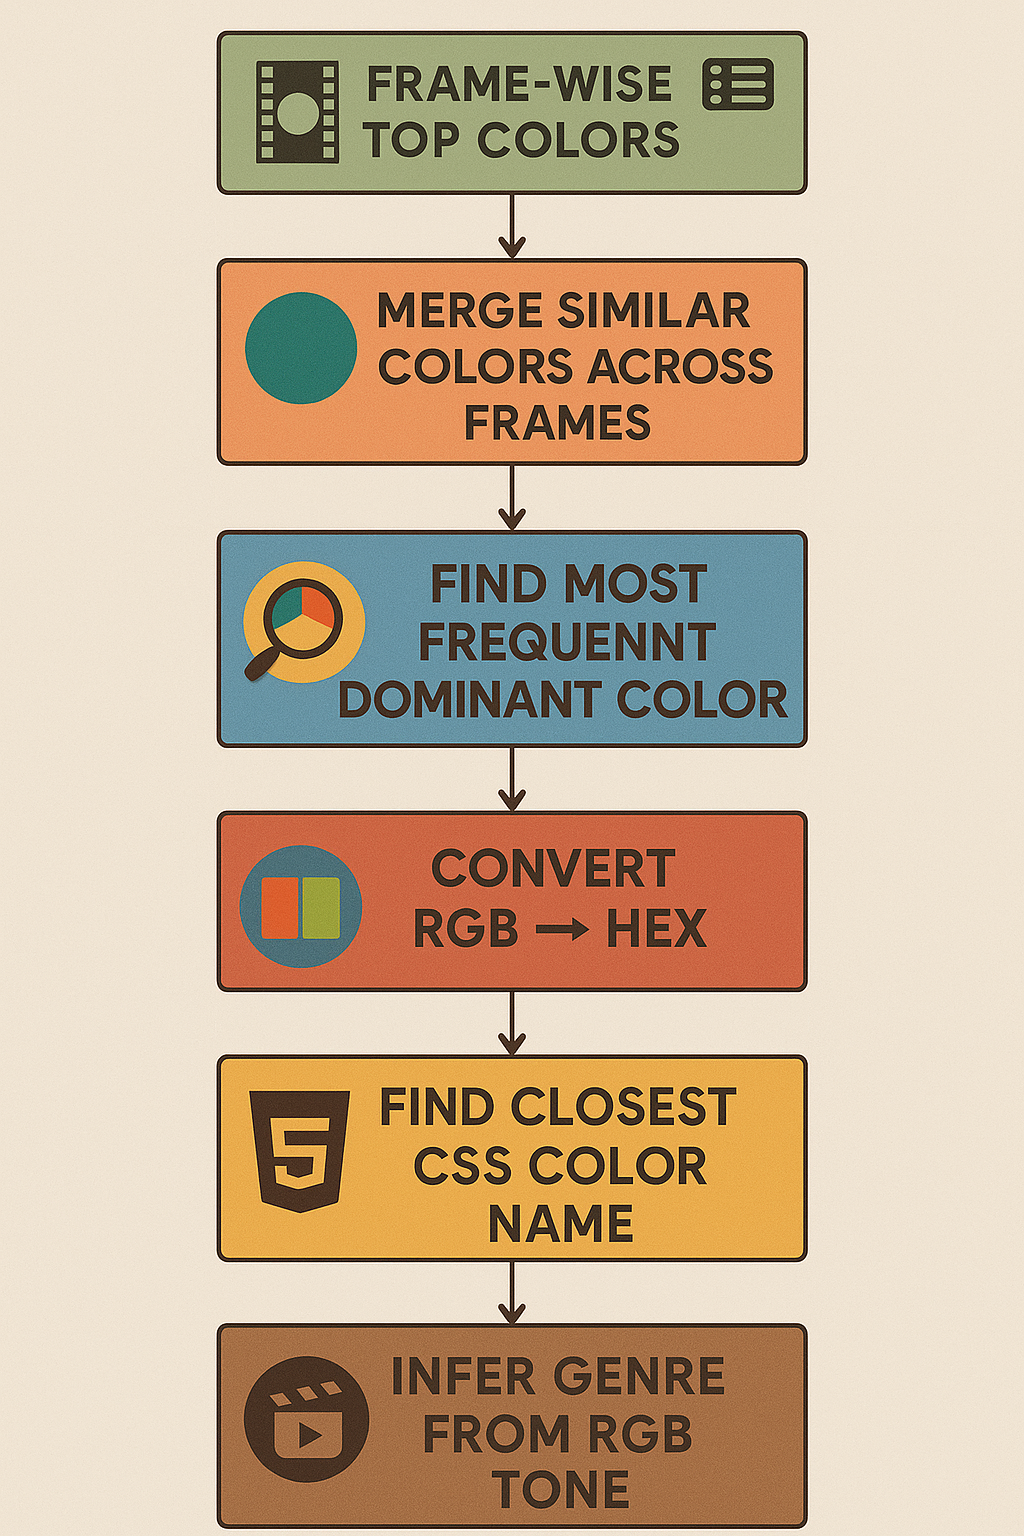 FRAME-WISE
TOP COLORS
MERGE SIMILAR
COLORS ACROSS
FRAMES
FIND MOST
FREQUENNT
DOMINANT COLOR
CONVERT
RGB → HEX
5
FIND CLOSEST
CSS COLOR
NAME
INFER GENRE
FROM RGB
TONE